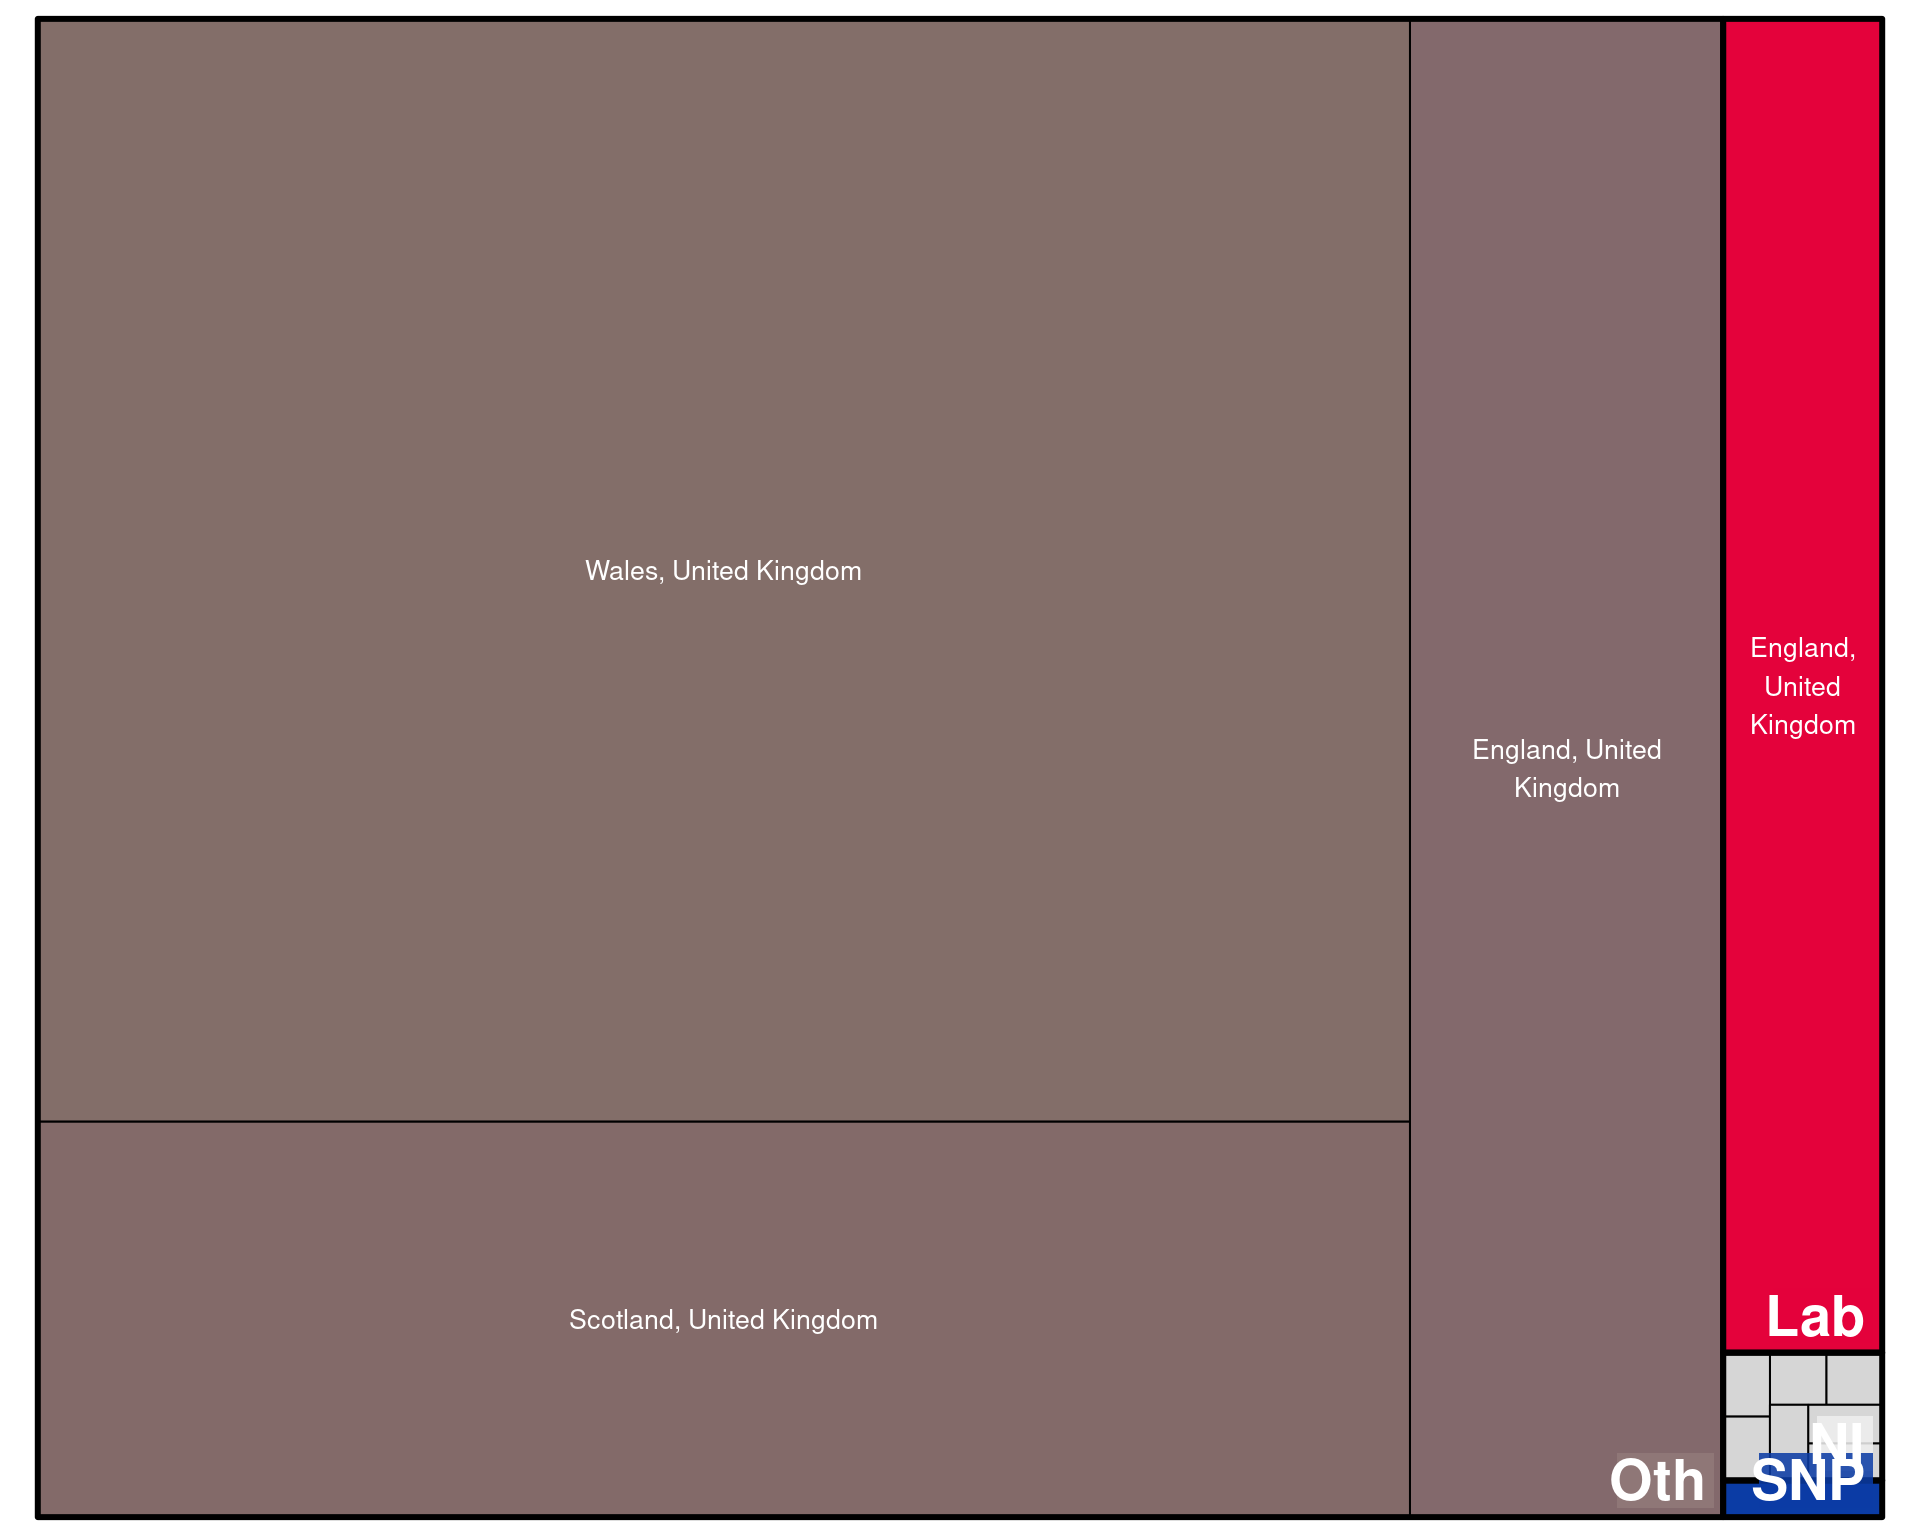 Wales, United Kingdom
Scotland, United Kingdom
England, United
Kingdom
Oth
England,
United
Kingdom
Lab
NI
SNP